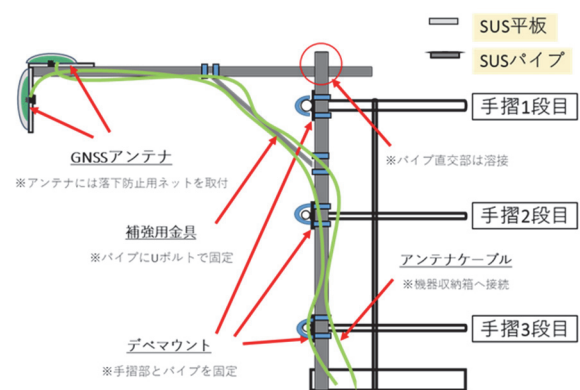 SUS平板
SUSパイプ
手摺1段目
GNSSアンテナ
※アンテナには落下防止用ネットを取付
※パイプ直交部は溶接
手摺2段目
補強用金具
※パイプにUボルトで固定
アンテナケーブル
※機器収納箱へ接続
手摺3段目
デベマウント
※手摺部とパイプを固定